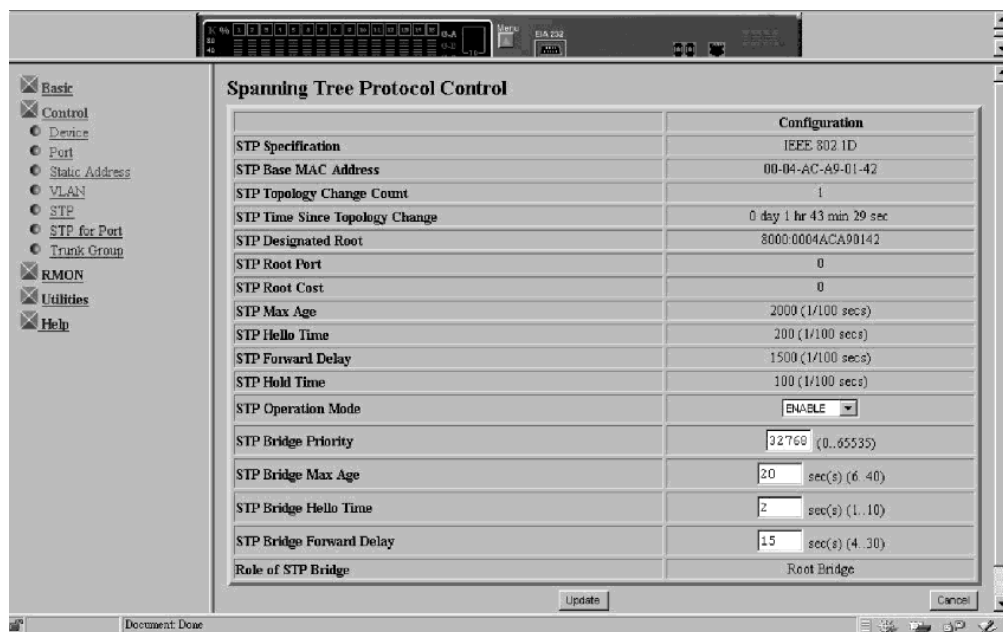 Menu
EIA 232
Basic
Control
Device
Port
Static Address
VLAN
STP
STP for Port
Trunk Group
RMON
Utilities
Help
Spanning Tree Protocol Control
Configuration
STP Specification IEEE 802.1D
STP Base MAC Address 00-04-AC-A9-01-42
STP Topology Change Count 1
STP Time Since Topology Change 0 day 1 hr 43 min 29 sec
STP Designated Root 8000:0004ACA90142
STP Root Port 0
STP Root Cost 0
STP Max Age 2000 (1/100 secs)
STP Hello Time 200 (1/100 secs)
STP Forward Delay 1500 (1/100 secs)
STP Hold Time 100 (1/100 secs)
STP Operation Mode ENABLE
STP Bridge Priority 32768 (0..65535)
STP Bridge Max Age 20 sec(s) (6..40)
STP Bridge Hello Time 2 sec(s) (1..10)
STP Bridge Forward Delay 15 sec(s) (4..30)
Role of STP Bridge Root Bridge
Update Cancel
Document: Done